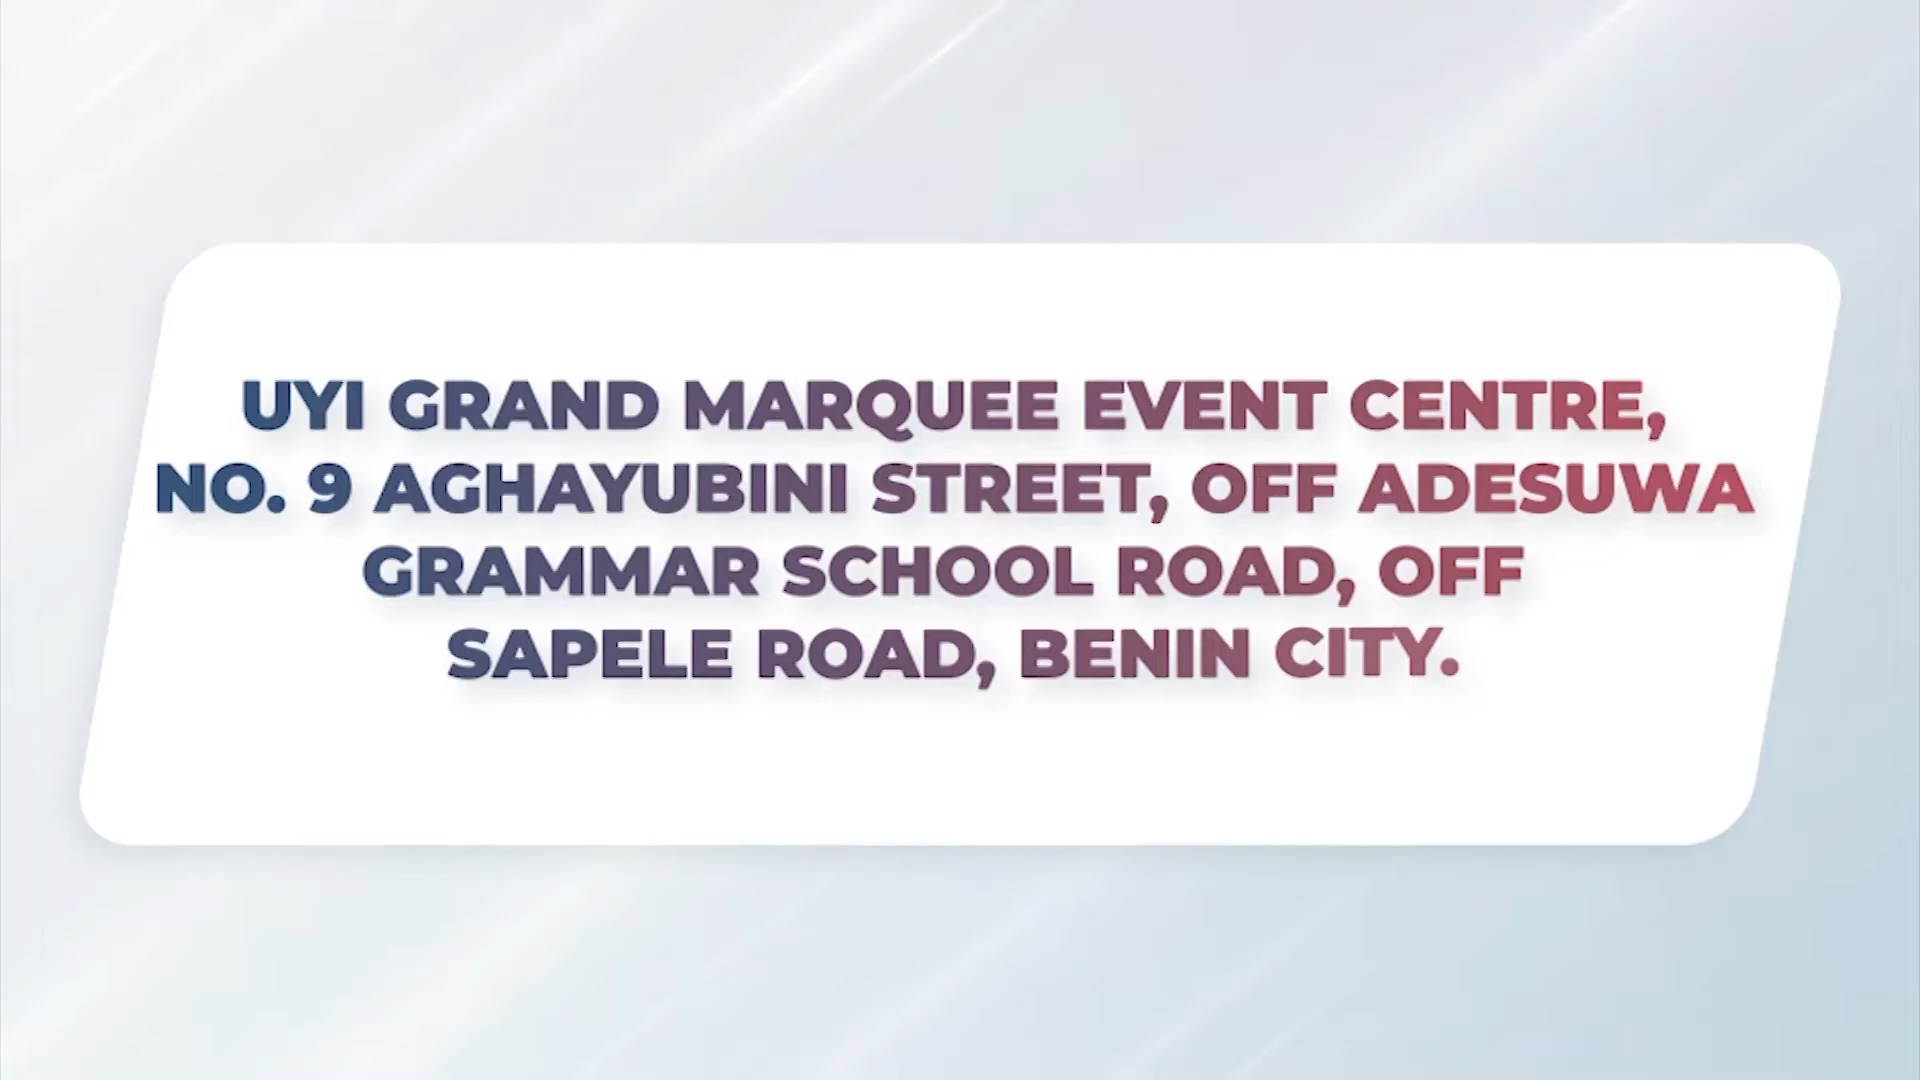 UYI GRAND MARQUEE EVENT CENTRE,
NO. 9 AGHAYUBINI STREET, OFF ADESUWA
GRAMMAR SCHOOL ROAD, OFF
SAPELE ROAD, BENIN CITY.